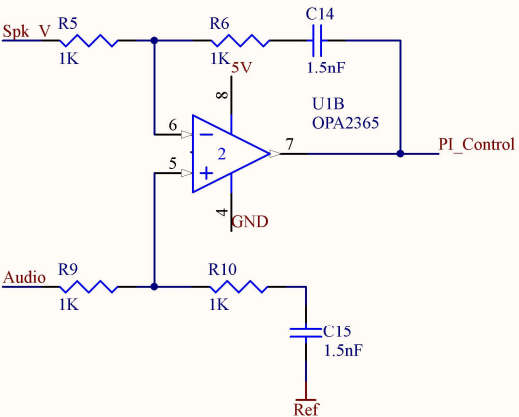 C14
R5
R6
Spk_V
1K
1K
1.5nF
5V
8
U1B
OPA2365
6
7
PI_Control
2
5
4
GND
R9
R10
Audio
1K
1K
C15
1.5nF
Ref